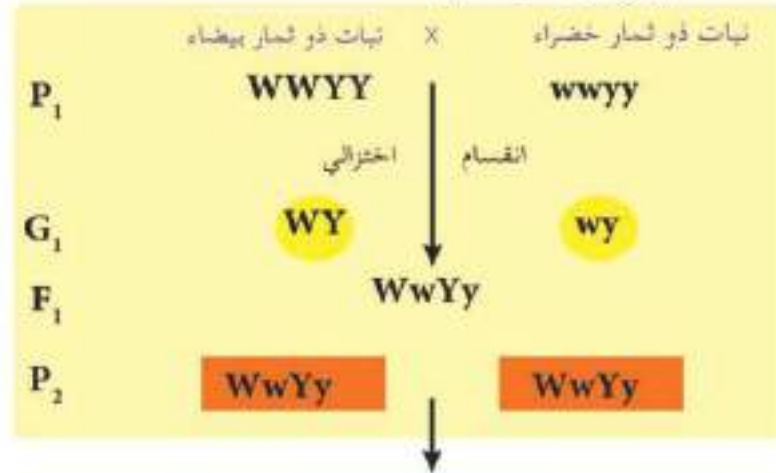 نبات ذو ثمار خضراء × نبات ذو ثمار بيضاء
P₁ WWYY wwyy
انقسام اختزالي
G₁ WY wy
F₁ WwYy
P₂ WwYy WwYy